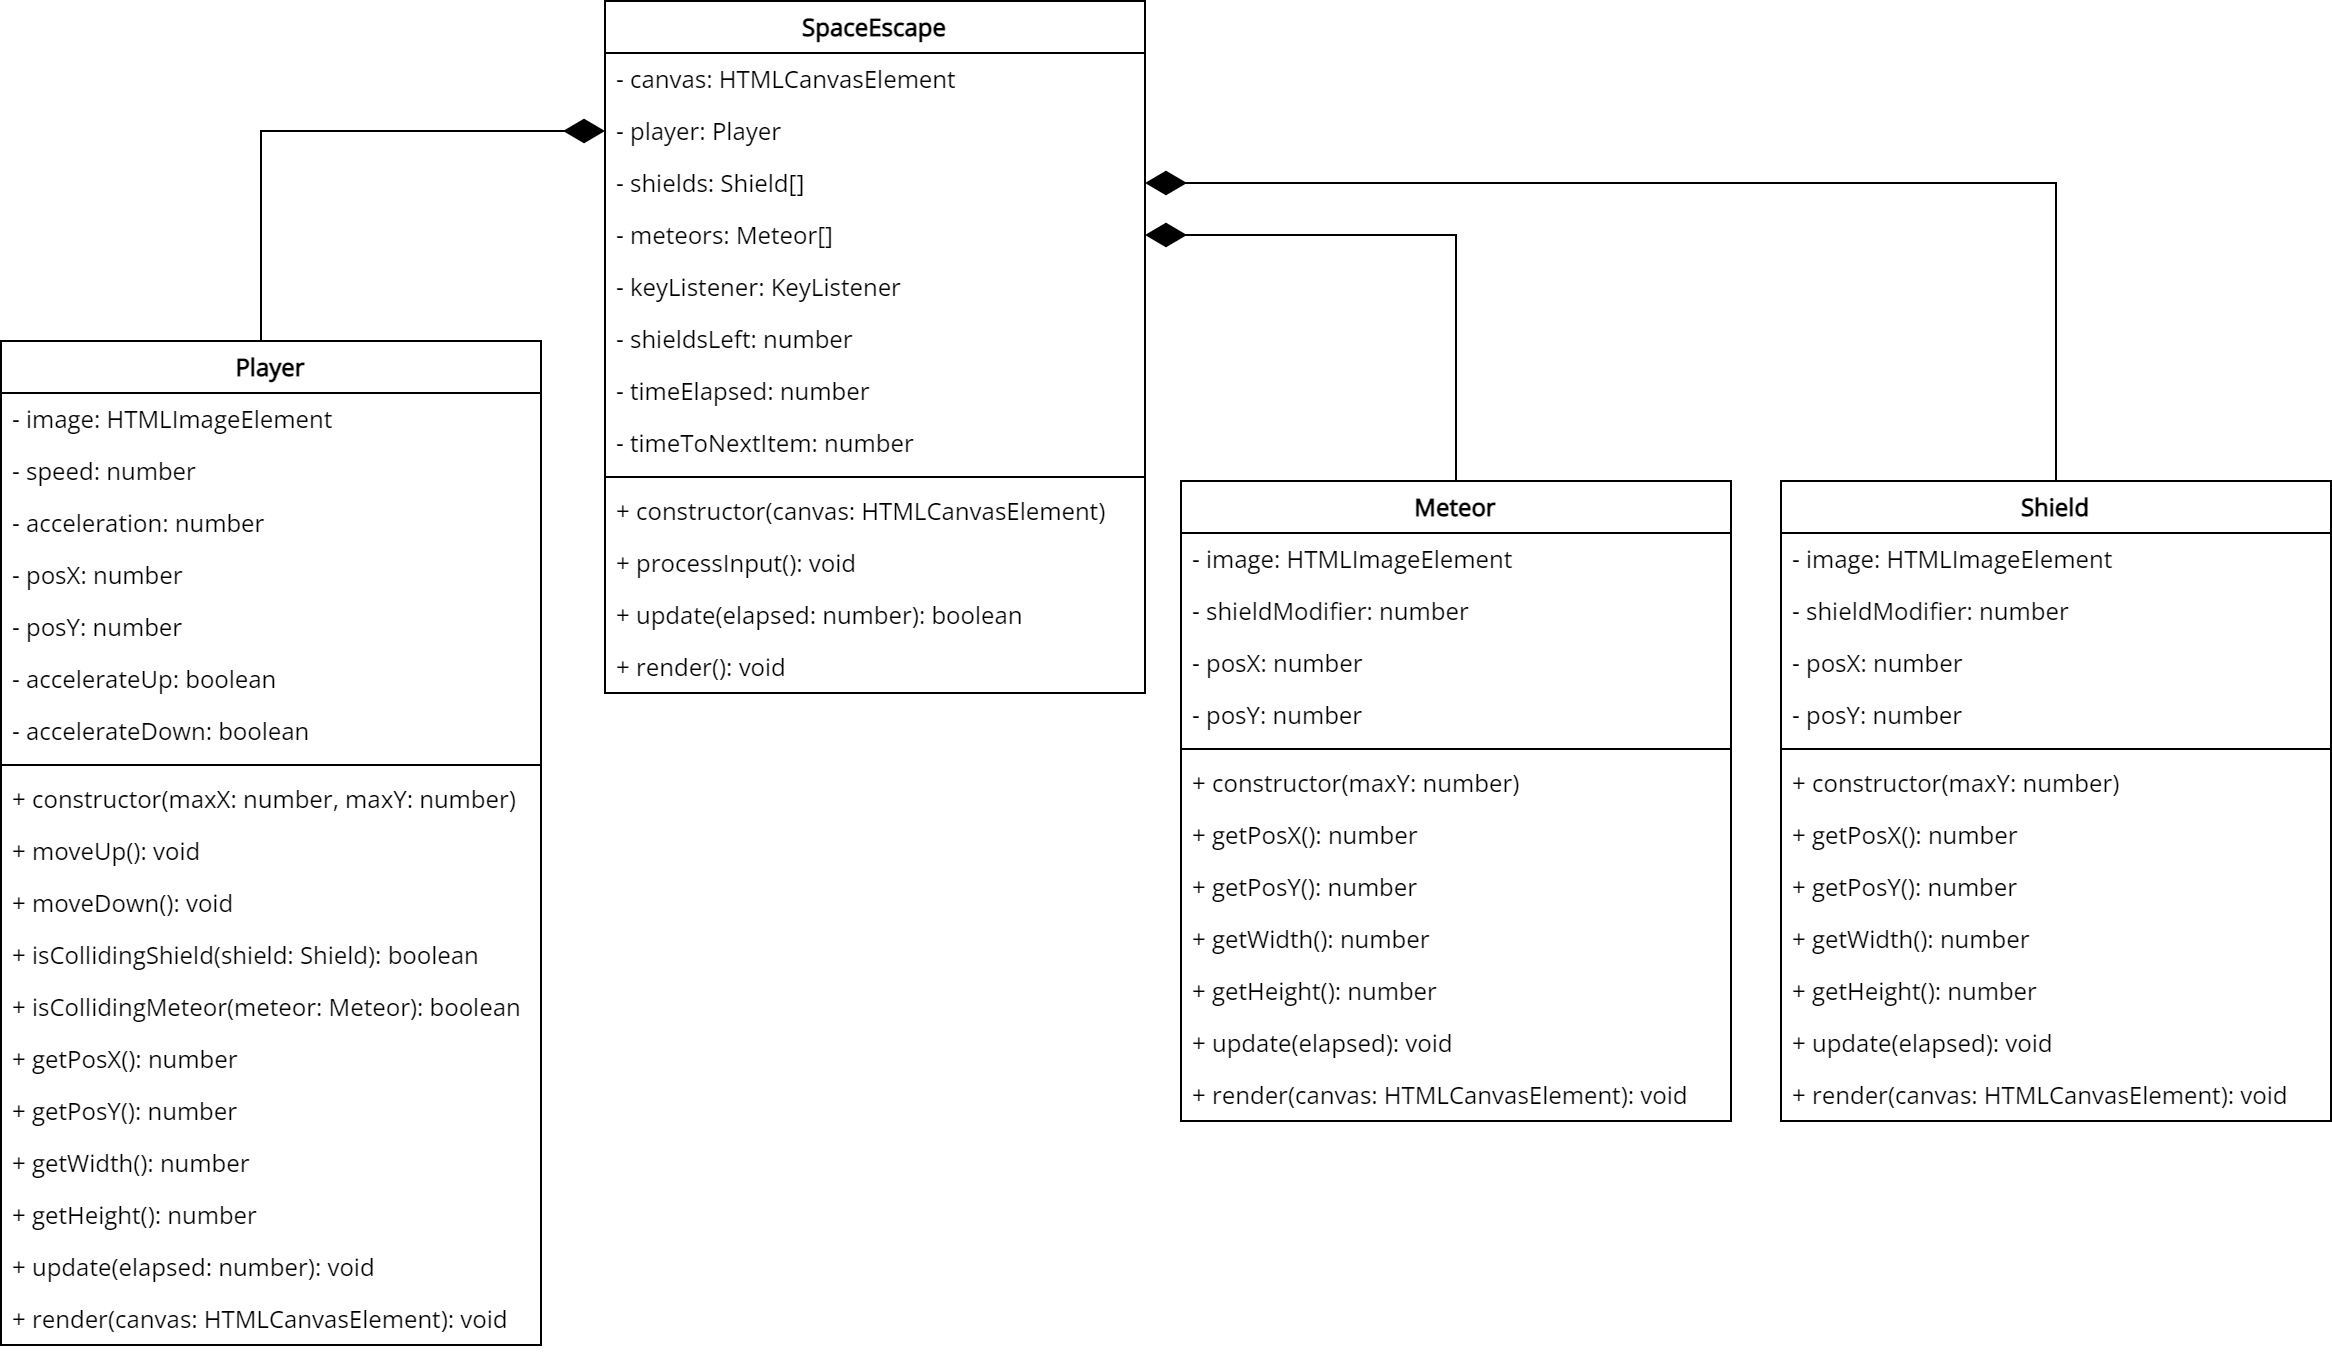 SpaceEscape
- canvas: HTMLCanvasElement
- player: Player
- shields: Shield[]
- meteors: Meteor[]
- keyListener: KeyListener
- shieldsLeft: number
- timeElapsed: number
- timeToNextItem: number
+ constructor(canvas: HTMLCanvasElement)
+ processInput(): void
+ update(elapsed: number): boolean
+ render(): void
Player
- image: HTMLImageElement
- speed: number
- acceleration: number
- posX: number
- posY: number
- accelerateUp: boolean
- accelerateDown: boolean
+ constructor(maxX: number, maxY: number)
+ moveUp(): void
+ moveDown(): void
+ isCollidingShield(shield: Shield): boolean
+ isCollidingMeteor(meteor: Meteor): boolean
+ getPosX(): number
+ getPosY(): number
+ getWidth(): number
+ getHeight(): number
+ update(elapsed: number): void
+ render(canvas: HTMLCanvasElement): void
Meteor
- image: HTMLImageElement
- shieldModifier: number
- posX: number
- posY: number
+ constructor(maxY: number)
+ getPosX(): number
+ getPosY(): number
+ getWidth(): number
+ getHeight(): number
+ update(elapsed): void
+ render(canvas: HTMLCanvasElement): void
Shield
- image: HTMLImageElement
- shieldModifier: number
- posX: number
- posY: number
+ constructor(maxY: number)
+ getPosX(): number
+ getPosY(): number
+ getWidth(): number
+ getHeight(): number
+ update(elapsed): void
+ render(canvas: HTMLCanvasElement): void